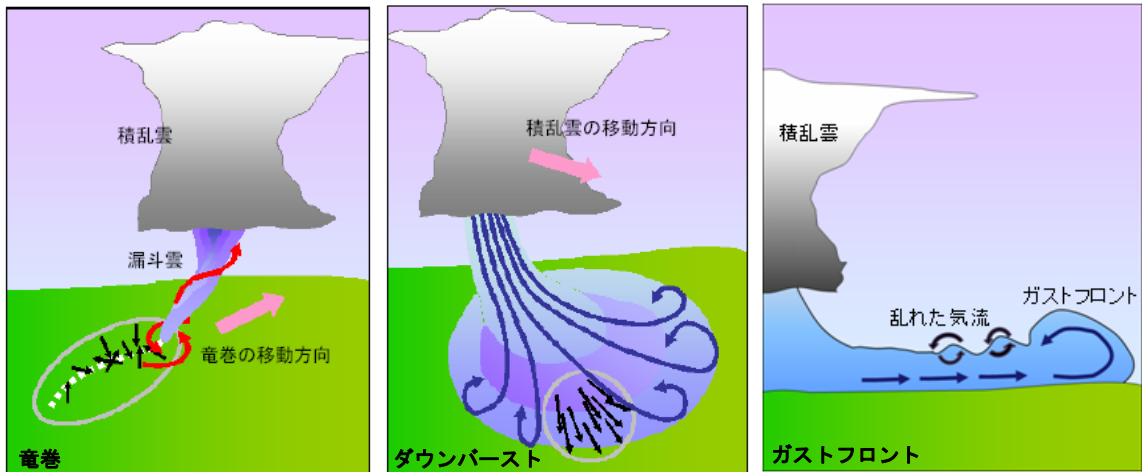 積乱雲
漏斗雲
竜巻の移動方向
竜巻
積乱雲の移動方向
ダウンバースト
積乱雲
ガストフロント
乱れた気流
ガストフロント